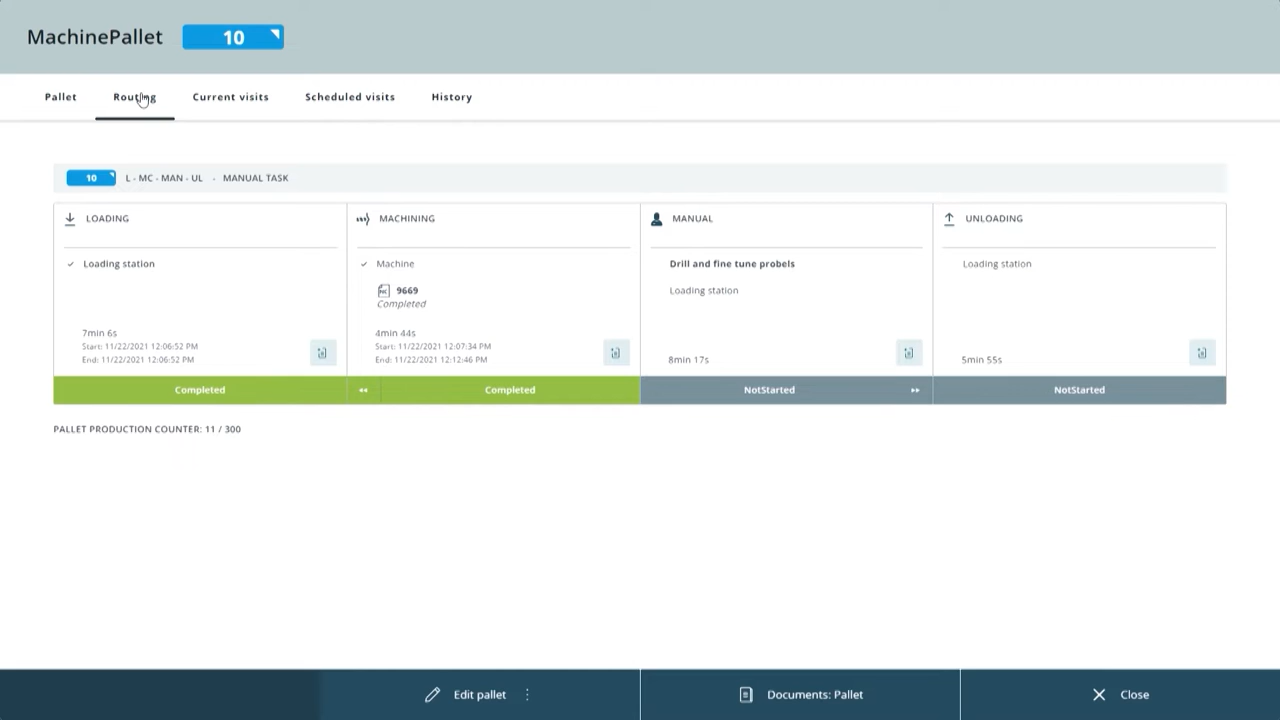 MachinePallet 10
Pallet Routing Current visits Scheduled visits History
10 L - MC - MAN - UL - MANUAL TASK
LOADING
Loading station
7min 6s
Start: 11/22/2021 12:06:52 PM
End: 11/22/2021 12:06:52 PM
Completed
MACHINING
Machine
NC 9669
Completed
4min 44s
Start: 11/22/2021 12:07:34 PM
End: 11/22/2021 12:12:46 PM
Completed
MANUAL
Drill and fine tune probels
Loading station
8min 17s
NotStarted
UNLOADING
Loading station
5min 55s
NotStarted
PALLET PRODUCTION COUNTER: 11 / 300
Edit pallet
Documents: Pallet
Close